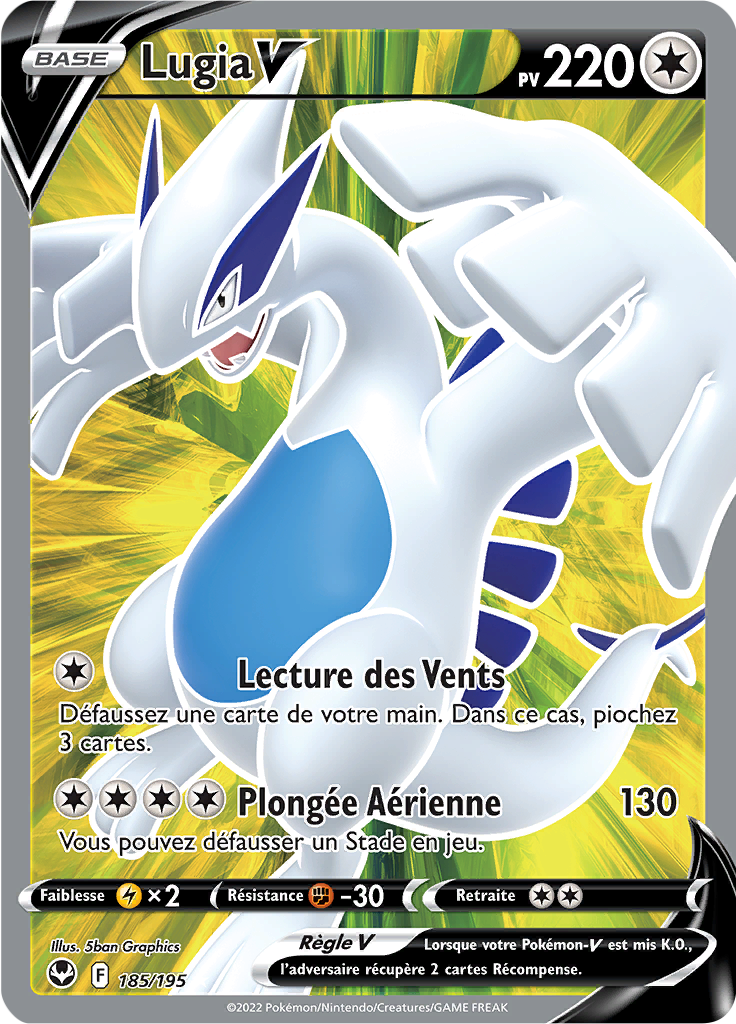 BASE
Lugia V
PV 220
Lecture des Vents
Défaussez une carte de votre main. Dans ce cas, piochez
3 cartes.
Plongée Aérienne 130
Vous pouvez défausser un Stade en jeu.
Faiblesse ×2 Résistance -30 Retraite
Illus. 5ban Graphics
Règle V Lorsque votre Pokémon-V est mis K.O.,
l'adversaire récupère 2 cartes Récompense.
F 185/195
©2022 Pokémon/Nintendo/Creatures/GAME FREAK